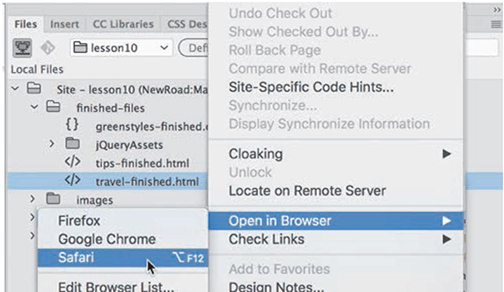 Files Insert CC Libraries CSS Des
lesson10 Defi
Local Files
Site - lesson10 (NewRoad:Ma
finished-files
{} greenstyles-finished.c
jQueryAssets
</> tips-finished.html
</> travel-finished.html
images
Undo Check Out
Show Checked Out By...
Roll Back Page
Compare with Remote Server
Site-Specific Code Hints...
Synchronize...
Display Synchronize Information
Cloaking
Unlock
Locate on Remote Server
Open in Browser
Check Links
Add to Favorites
Design Notes...
Firefox
Google Chrome
Safari ⌥F12
Edit Browser List...